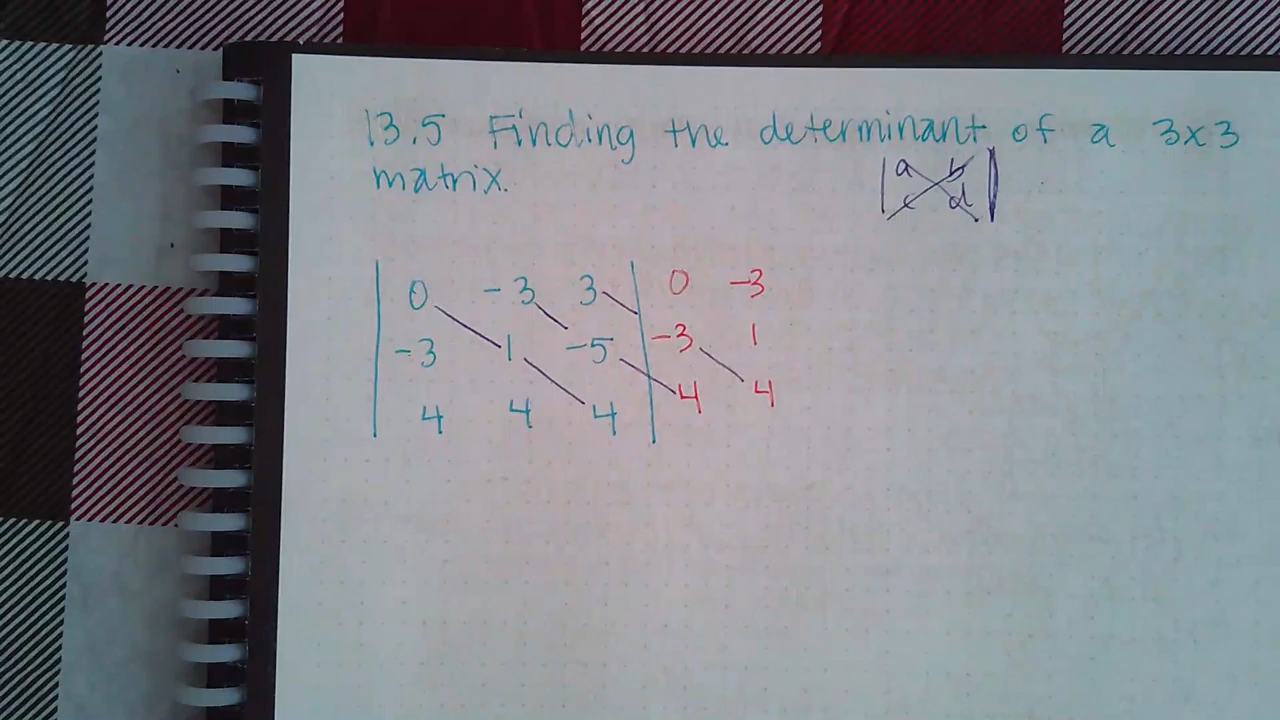 13.5 Finding the determinant of a 3x3
matrix.
|a b|
|c d|
0 -3 3 0 -3
-3 1 -5 -3 1
4 4 4 4 4